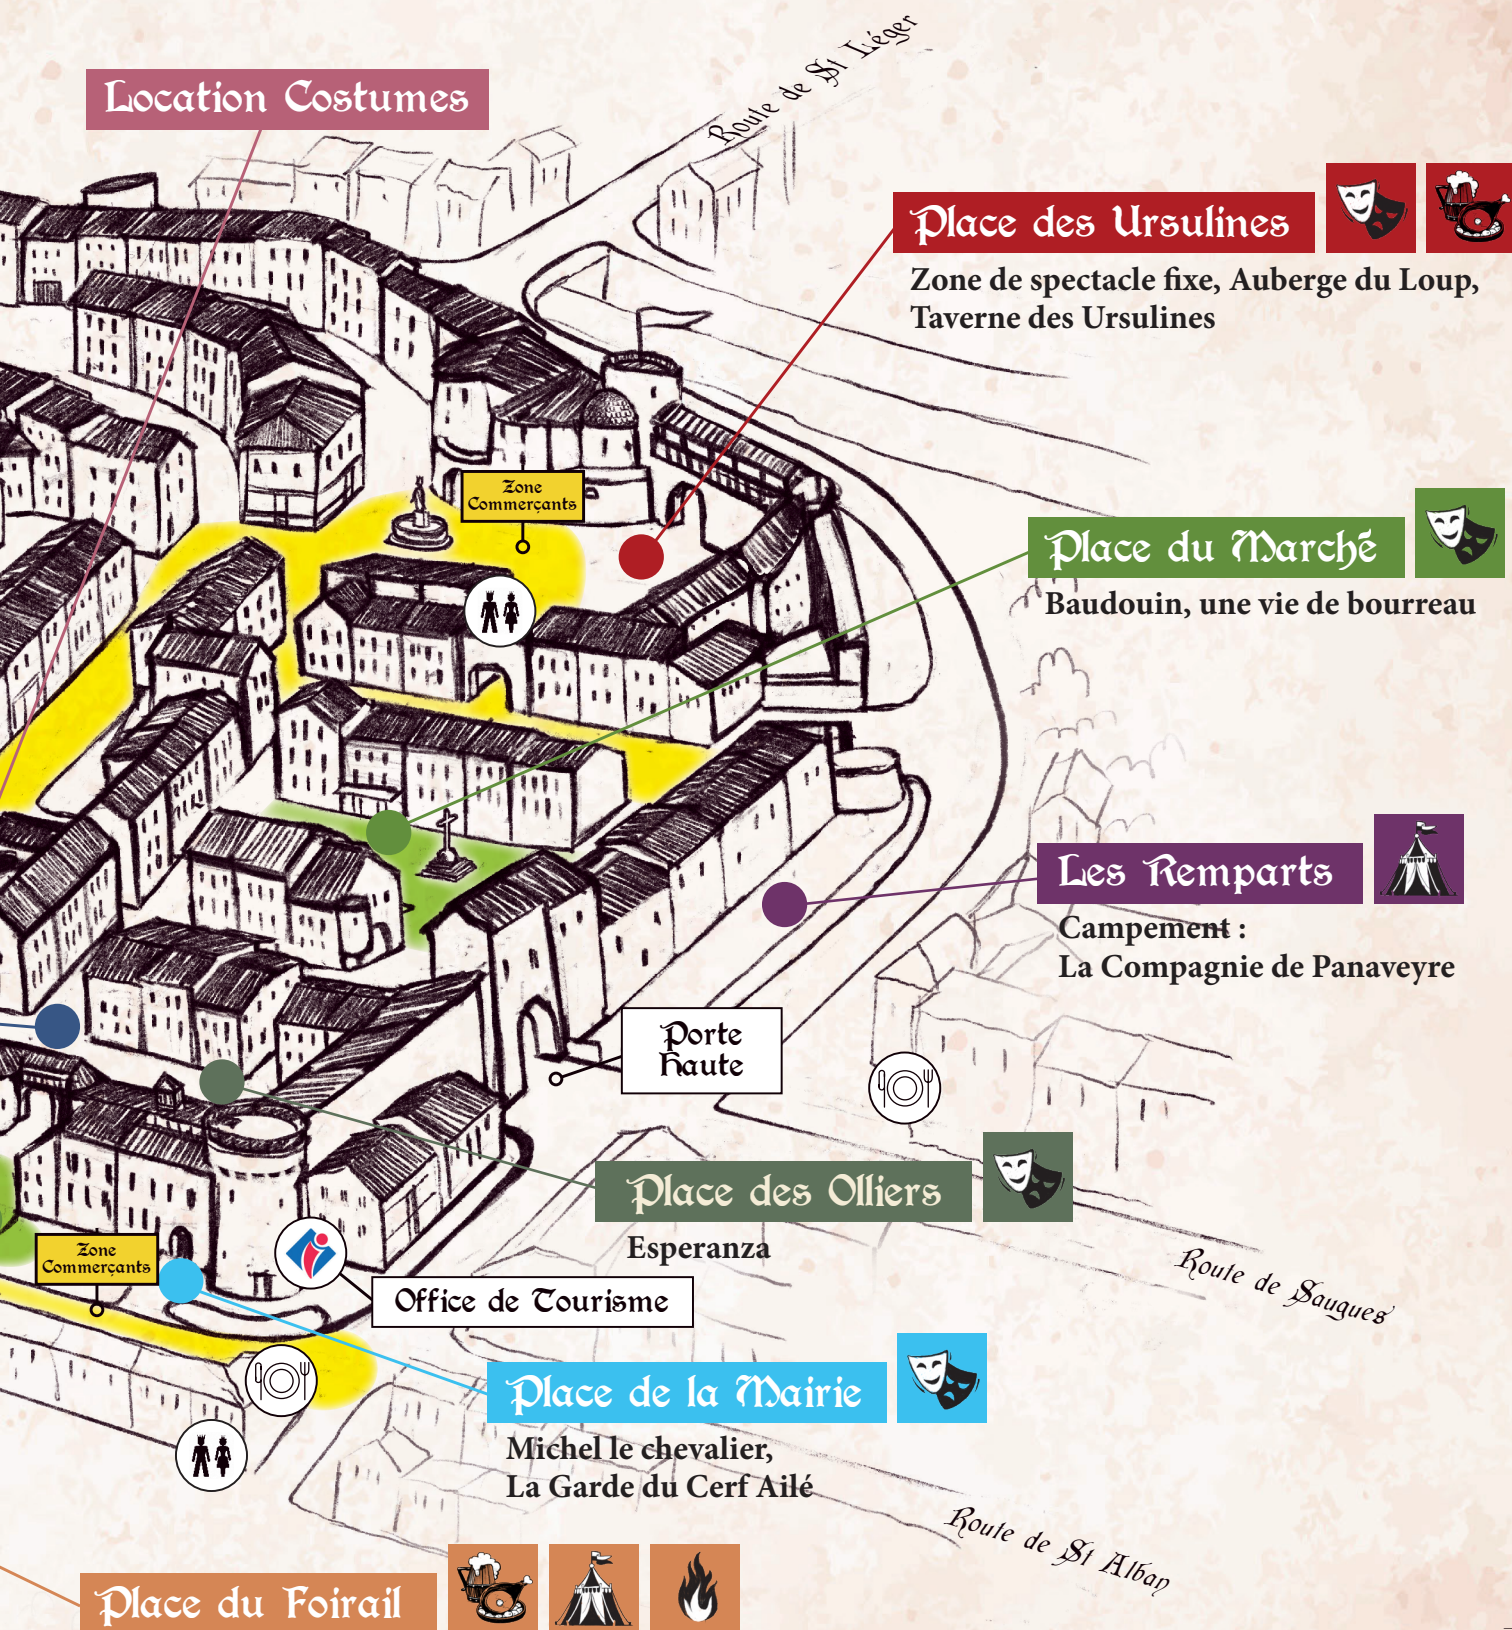 Route de St Léger
Location Costumes
Place des Ursulines
Zone de spectacle fixe, Auberge du Loup,
Taverne des Ursulines
Zone
Commerçants
Place du Marché
Baudouin, une vie de bourreau
Les Remparts
Campement :
La Compagnie de Panaveyre
Porte
Haute
Place des Olliers
Esperanza
Zone
Commerçants
Office de Tourisme
Route de Saugues
Place de la Mairie
Michel le chevalier,
La Garde du Cerf Ailé
Route de St Alban
Place du Foirail